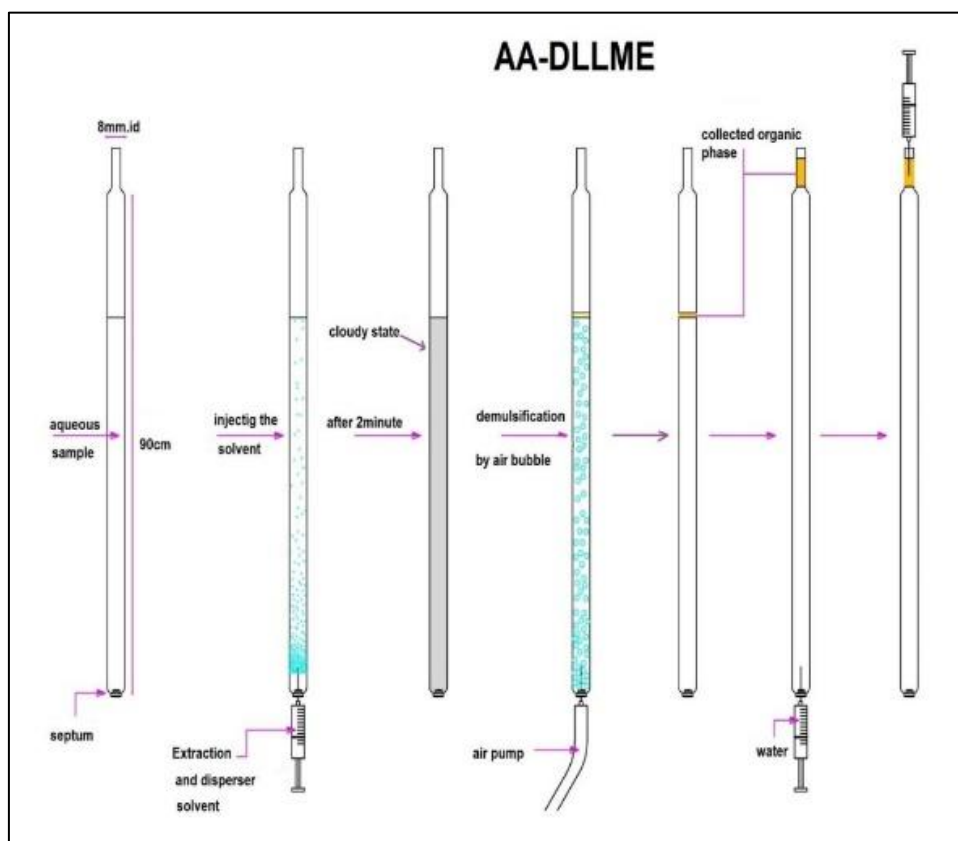 AA-DLLME
8mm.id
collected organic
phase
cloudy state
aqueous
sample
90cm
injectig the
solvent
after 2minute
demulsification
by air bubble
septum
Extraction
and disperser
solvent
air pump
water